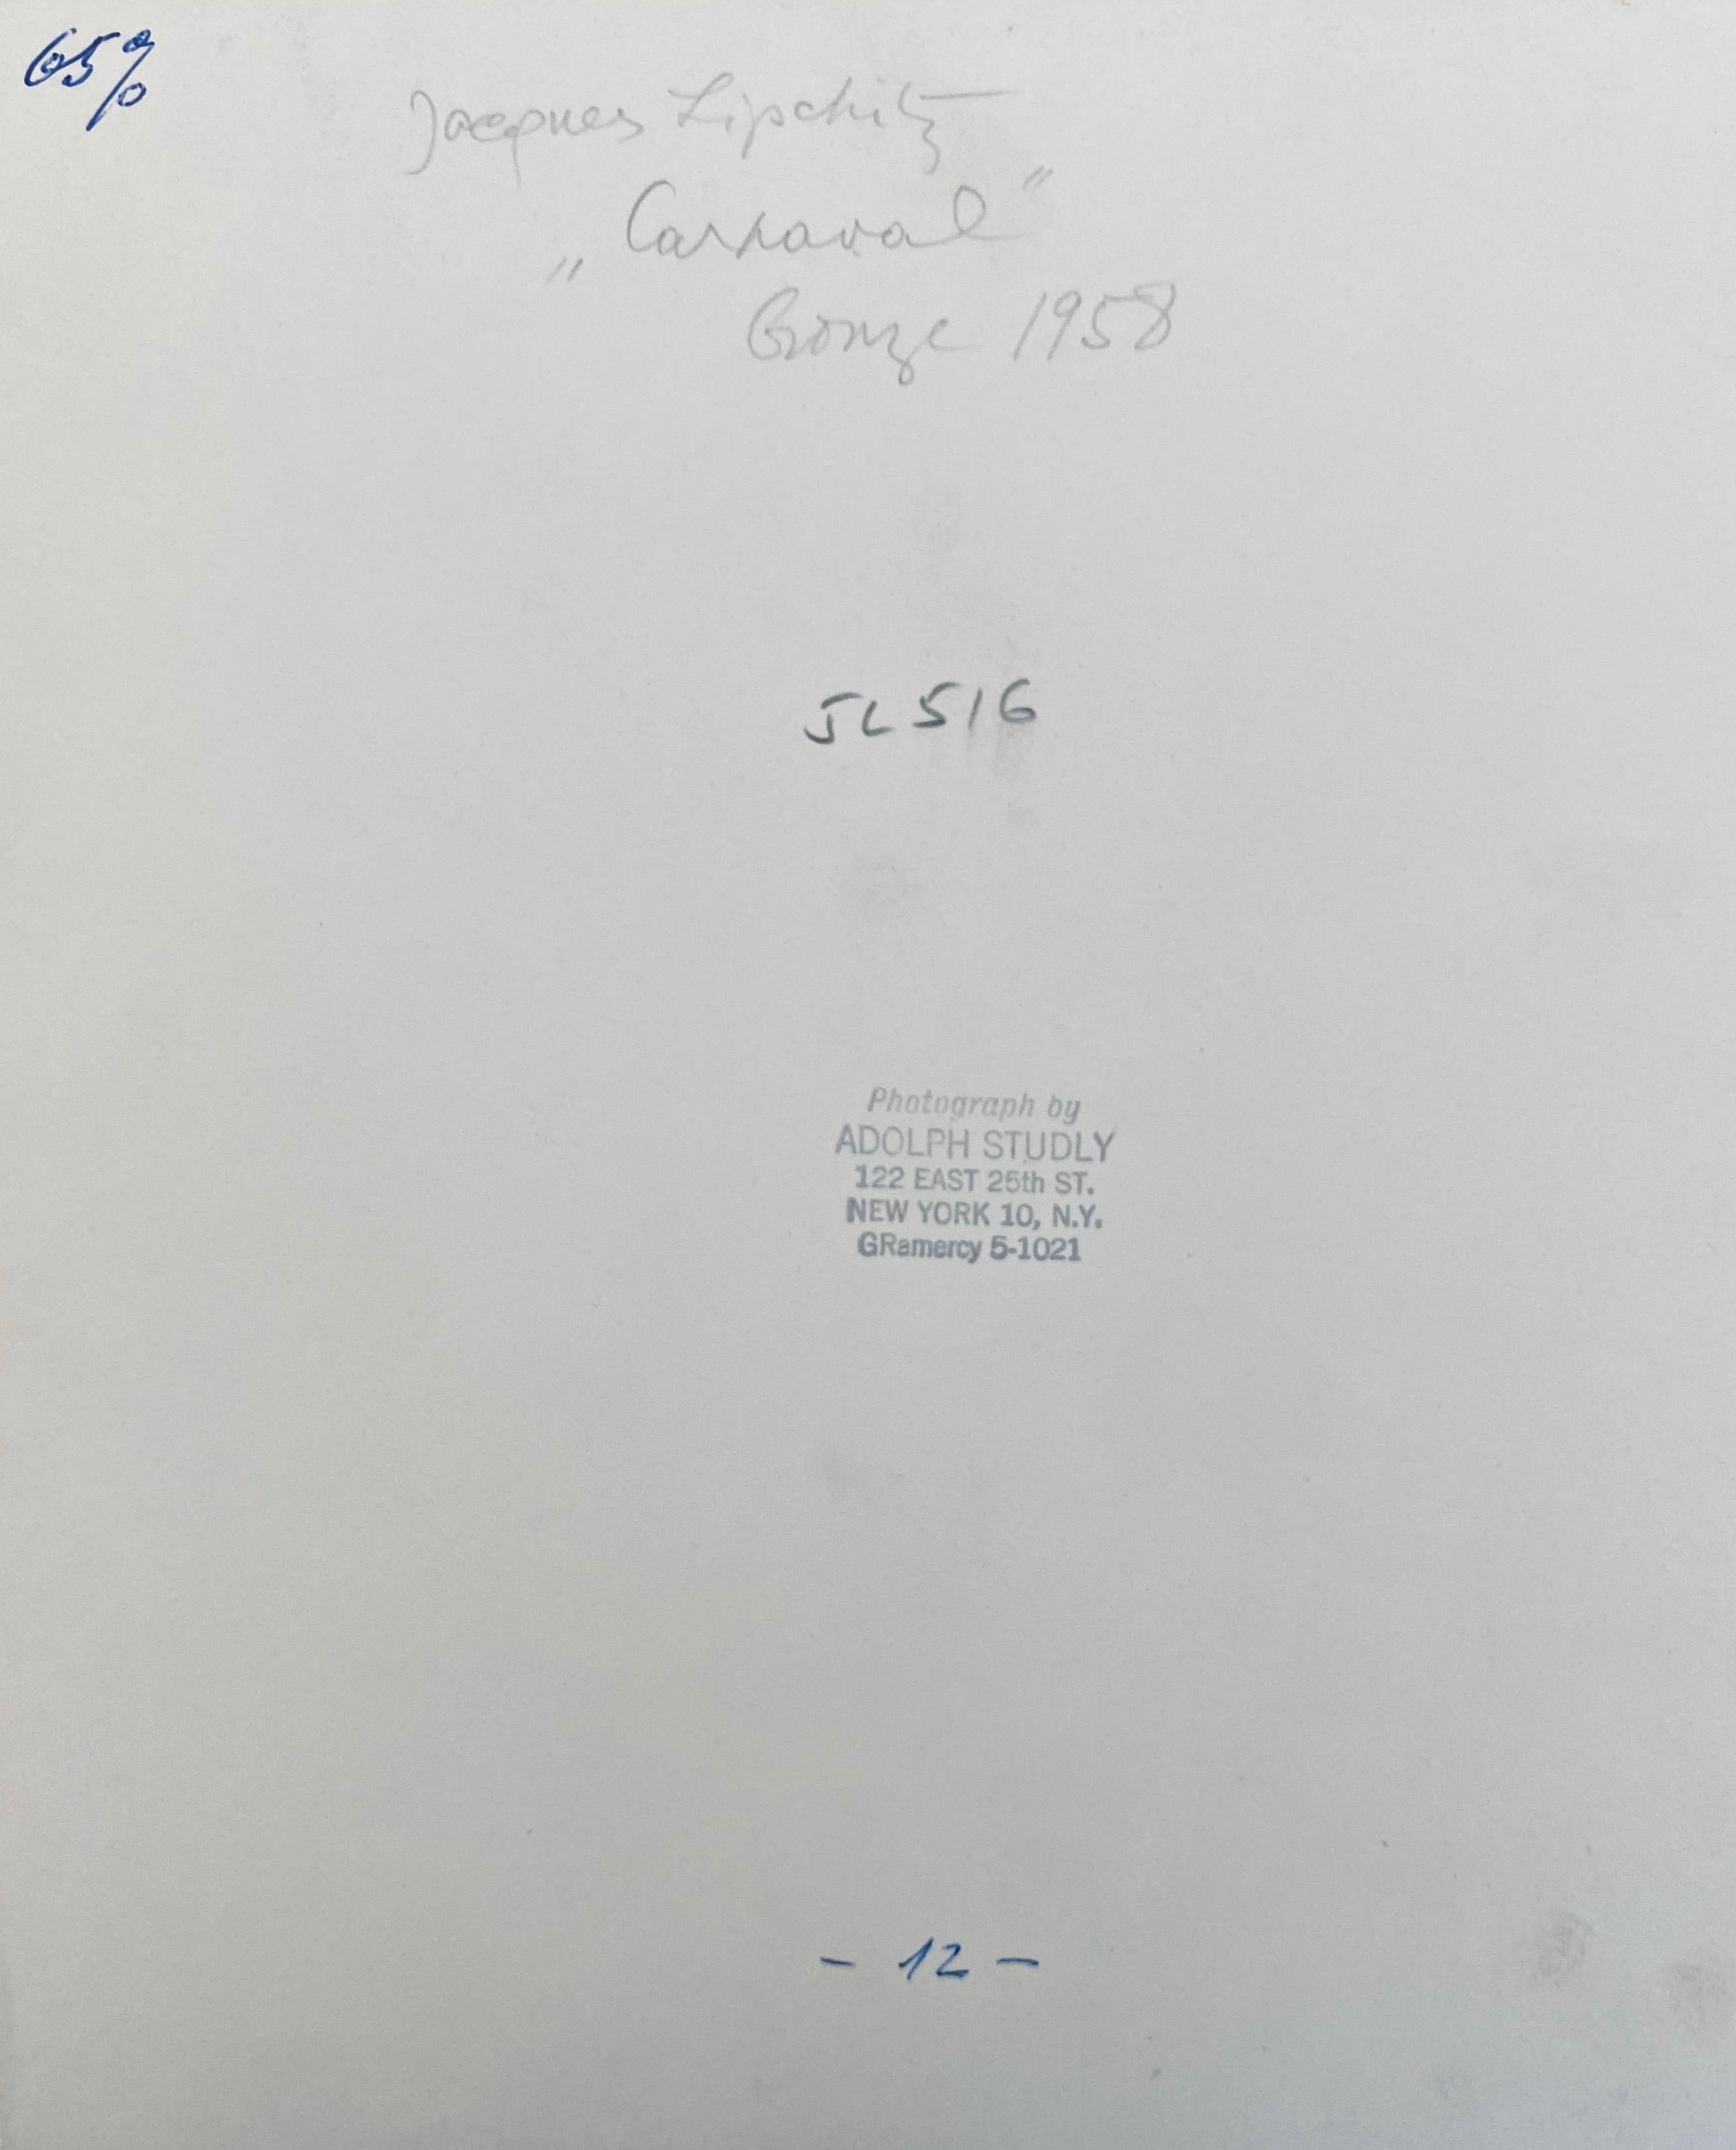 65%
Jacques Lipchitz
„Carnaval"
Bronze 1958
JL516
Photograph by
ADOLPH STUDLY
122 EAST 25th ST.
NEW YORK 10, N.Y.
GRamercy 5-1021
- 12 -